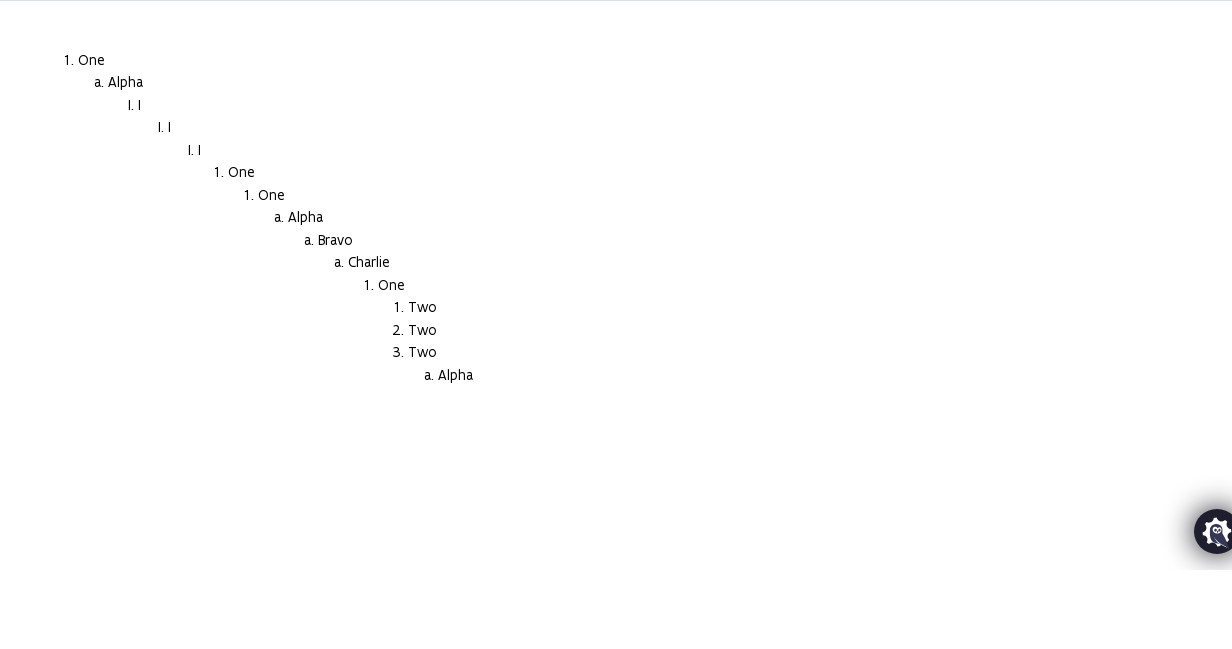 1. One
a. Alpha
I. I
I. I
I. I
1. One
1. One
a. Alpha
a. Bravo
a. Charlie
1. One
1. Two
2. Two
3. Two
a. Alpha